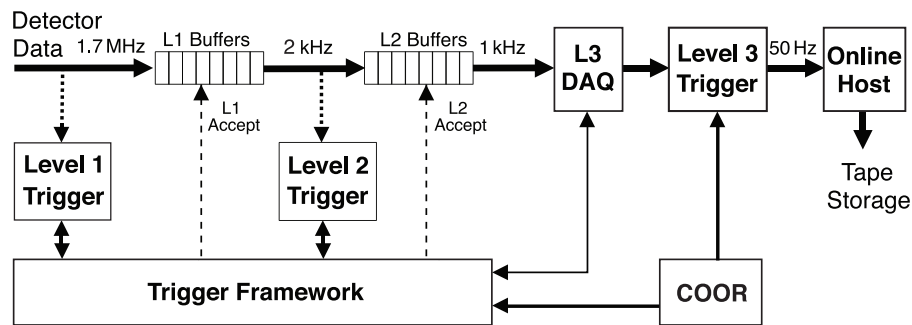 Detector
Data
1.7 MHz
L1 Buffers
2 kHz
L2 Buffers
1 kHz
L3
DAQ
Level 3
Trigger
50 Hz
Online
Host
L1
Accept
L2
Accept
Level 1
Trigger
Level 2
Trigger
Tape
Storage
Trigger Framework
COOR